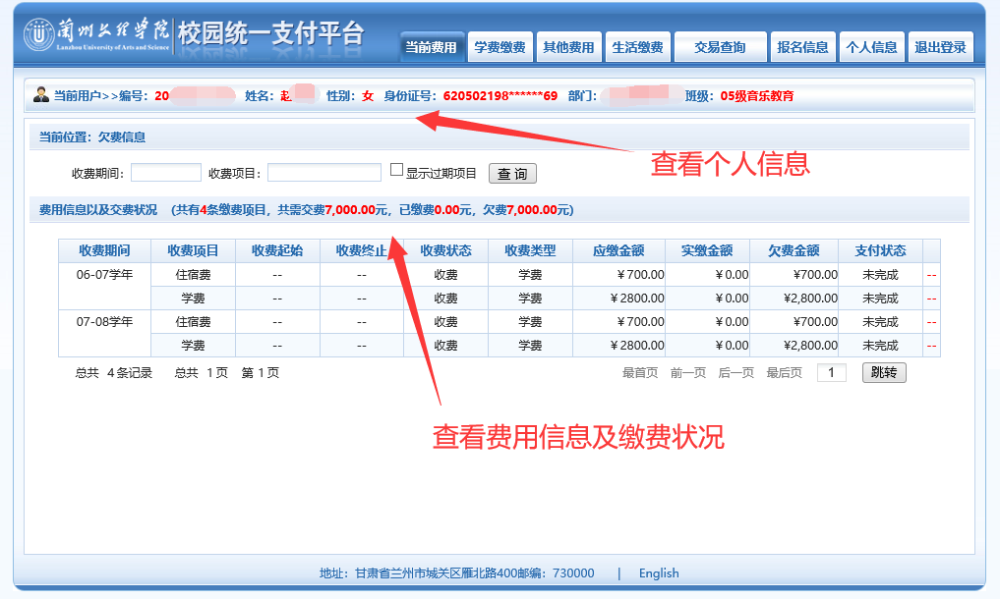 兰州文理学院 校园统一支付平台
Lanzhou University of Arts and Science
当前费用 学费缴费 其他费用 生活缴费 交易查询 报名信息 个人信息 退出登录
当前用户>>编号：20 姓名：赵 性别：女 身份证号：620502198******69 部门： 班级：05级音乐教育
当前位置：欠费信息
查看个人信息
收费期间： 收费项目： 显示过期项目 查 询
费用信息以及交费状况 （共有4条缴费项目，共需交费7,000.00元，已缴费0.00元，欠费7,000.00元）
收费期间 收费项目 收费起始 收费终止 收费状态 收费类型 应缴金额 实缴金额 欠费金额 支付状态
06-07学年 住宿费 -- -- 收费 学费 ￥700.00 ￥0.00 ¥700.00 未完成 --
学费 -- -- 收费 学费 ￥2800.00 ￥0.00 ¥2,800.00 未完成 --
07-08学年 住宿费 -- -- 收费 学费 ￥700.00 ￥0.00 ¥700.00 未完成 --
学费 -- -- 收费 学费 ￥2800.00 ￥0.00 ¥2,800.00 未完成 --
总共 4 条记录 总共 1 页 第 1 页 最首页 前一页 后一页 最后页 1 跳转
查看费用信息及缴费状况
地址：甘肃省兰州市城关区雁北路400邮编：730000 | English